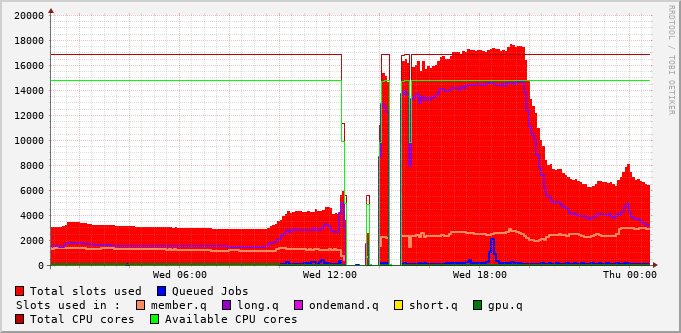 20000
18000
16000
14000
12000
10000
8000
6000
4000
2000
0
Wed 06:00 Wed 12:00 Wed 18:00 Thu 00:00
RRDTOOL / TOBI OETIKER
Total slots used Queued Jobs
Slots used in : member.q long.q ondemand.q short.q gpu.q
Total CPU cores Available CPU cores